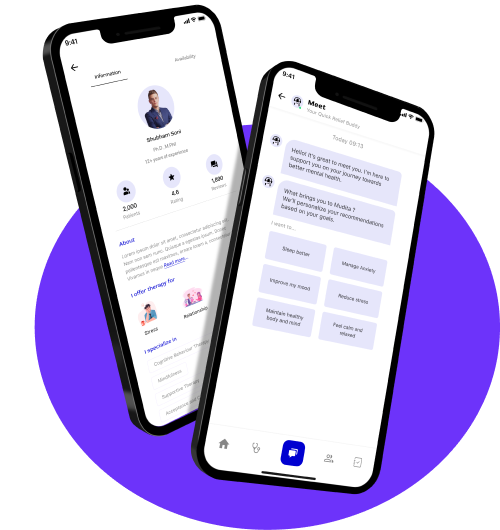 9:41
Information
Availability
Shubham Soni
Ph.D, M.Phil
12+ years of experience
2,000
Patients
4.8
Rating
1,690
Reviews
About
Lorem ipsum dolor sit amet, consectetur adipiscing elit.
Read more...
I offer therapy for
Stress
Relationship
I specialize in
Cognitive Behaviour Therapy
Mindfulness
Supportive Therapy
Acceptance and
9:41
Meet
Your Quick Relief Buddy
Today 09:13
Hello! It's great to meet you. I'm here to
support you on your journey towards
better mental health.
What brings you to Mudita ?
We'll personalize your recommendations
based on your goals.
I want to...
Sleep better
Manage Anxiety
Improve my mood
Reduce stress
Maintain healthy
body and mind
Feel calm and
relaxed